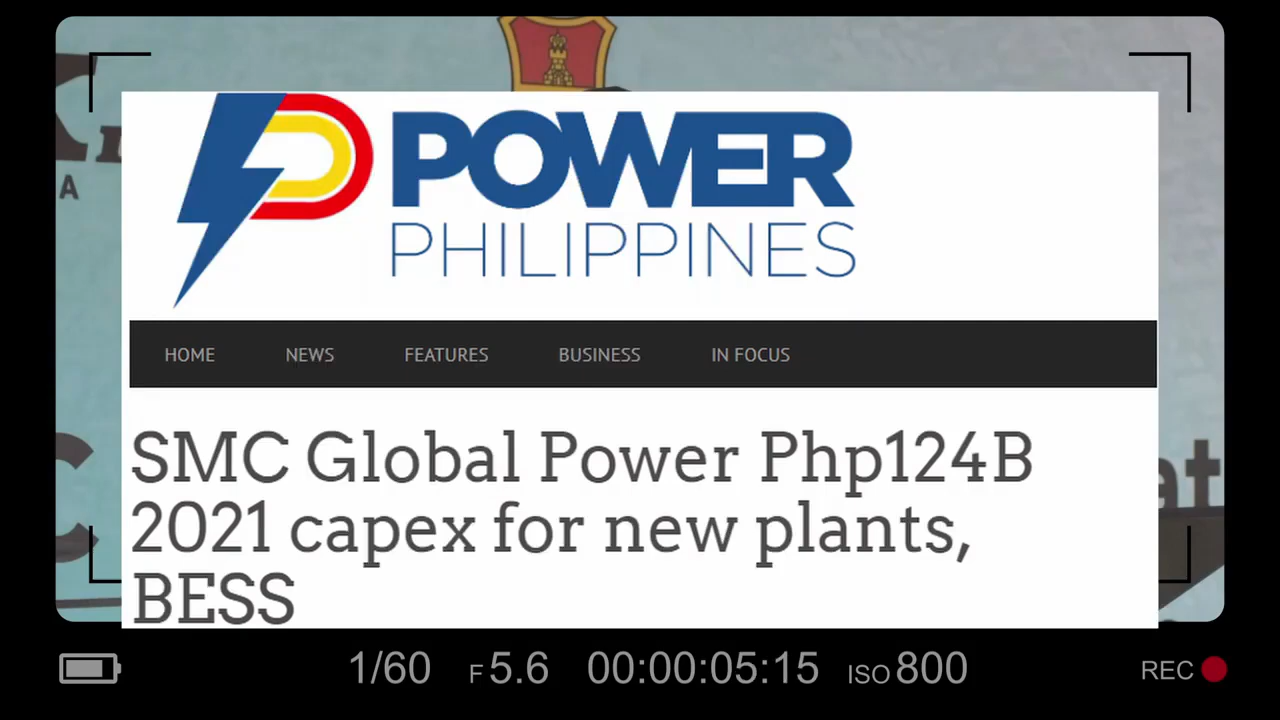 A
POWER
PHILIPPINES
HOME NEWS FEATURES BUSINESS IN FOCUS
SMC Global Power Php124B
2021 capex for new plants,
BESS
at
1/60 F5.6 00:00:05:15 ISO800 REC